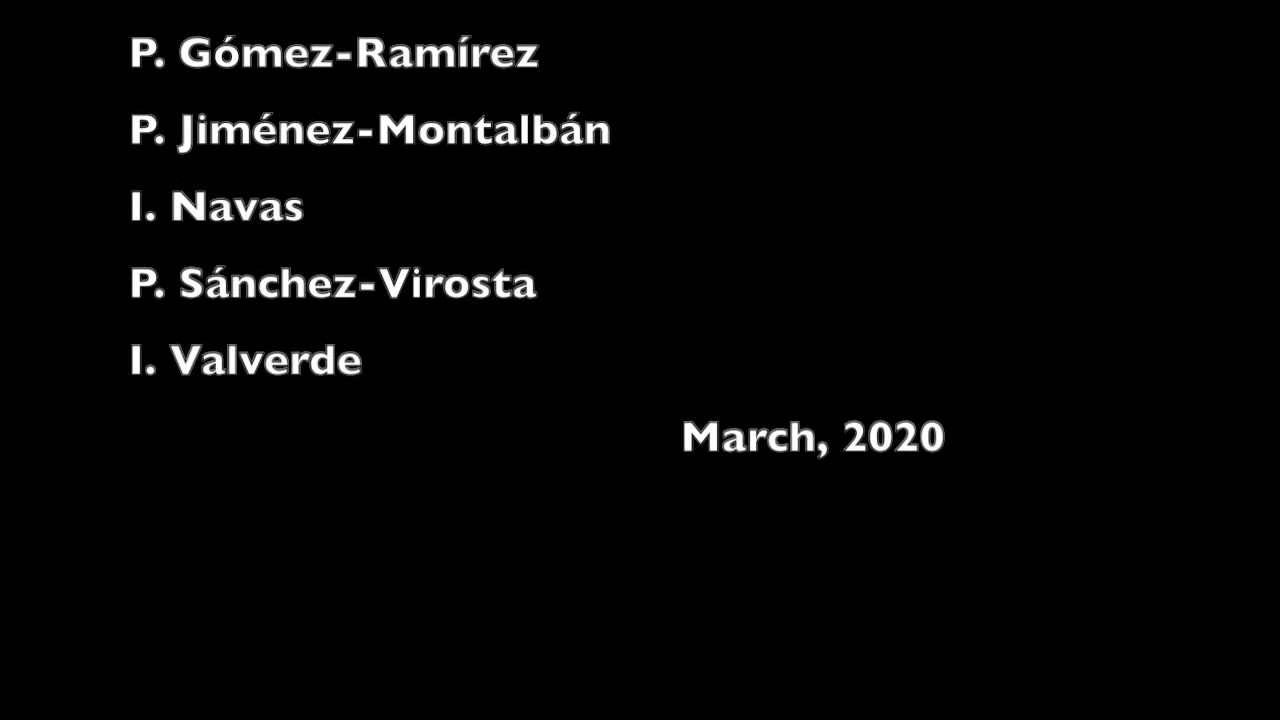 P. Gómez-Ramírez
P. Jiménez-Montalbán
I. Navas
P. Sánchez-Virosta
I. Valverde
March, 2020